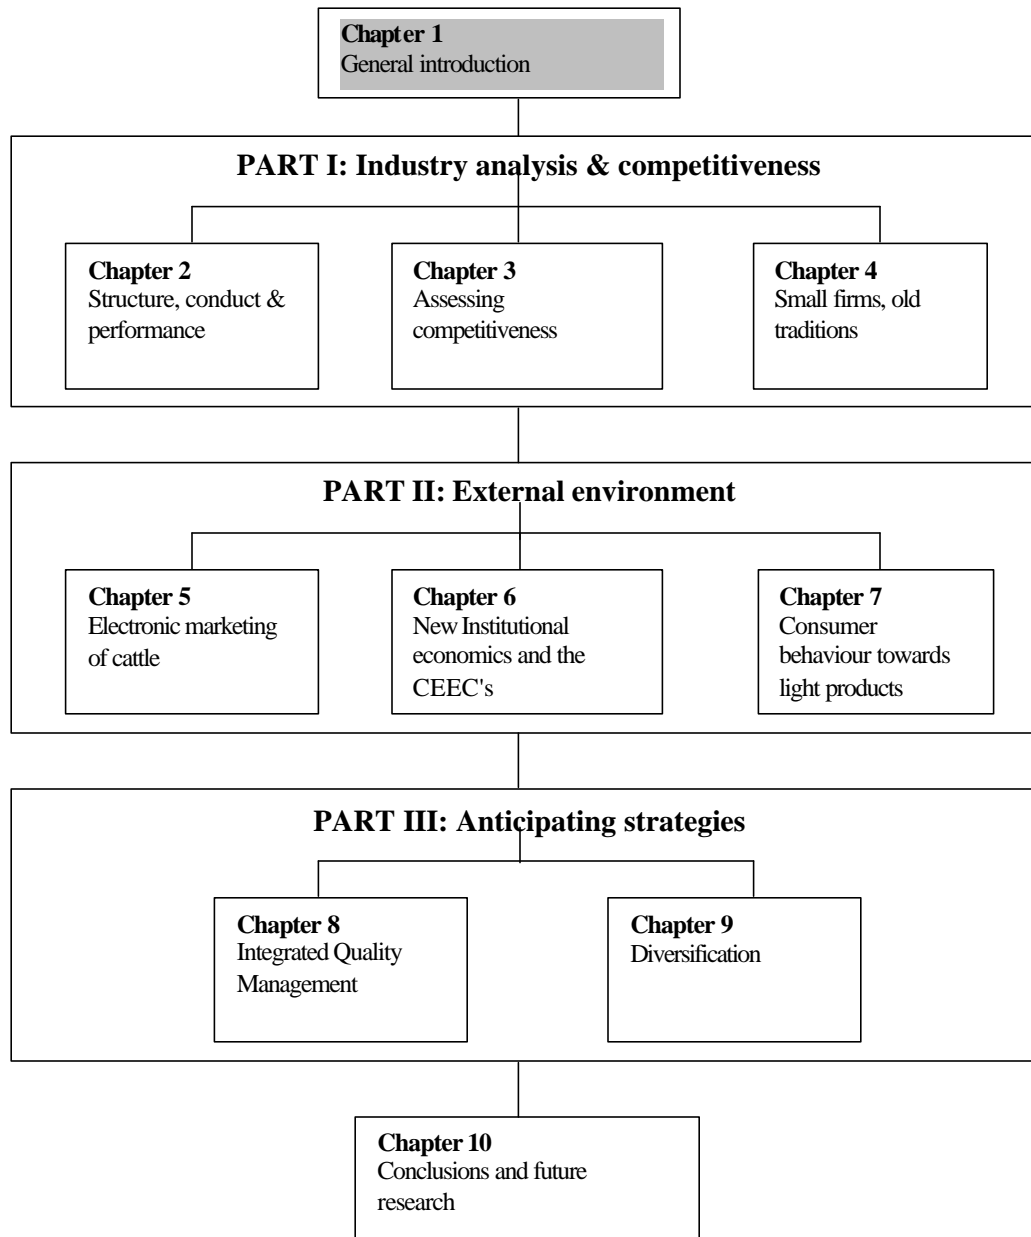 Chapter 1
General introduction
PART I: Industry analysis & competitiveness
Chapter 2
Structure, conduct &
performance
Chapter 3
Assessing
competitiveness
Chapter 4
Small firms, old
traditions
PART II: External environment
Chapter 5
Electronic marketing
of cattle
Chapter 6
New Institutional
economics and the
CEEC's
Chapter 7
Consumer
behaviour towards
light products
PART III: Anticipating strategies
Chapter 8
Integrated Quality
Management
Chapter 9
Diversification
Chapter 10
Conclusions and future
research